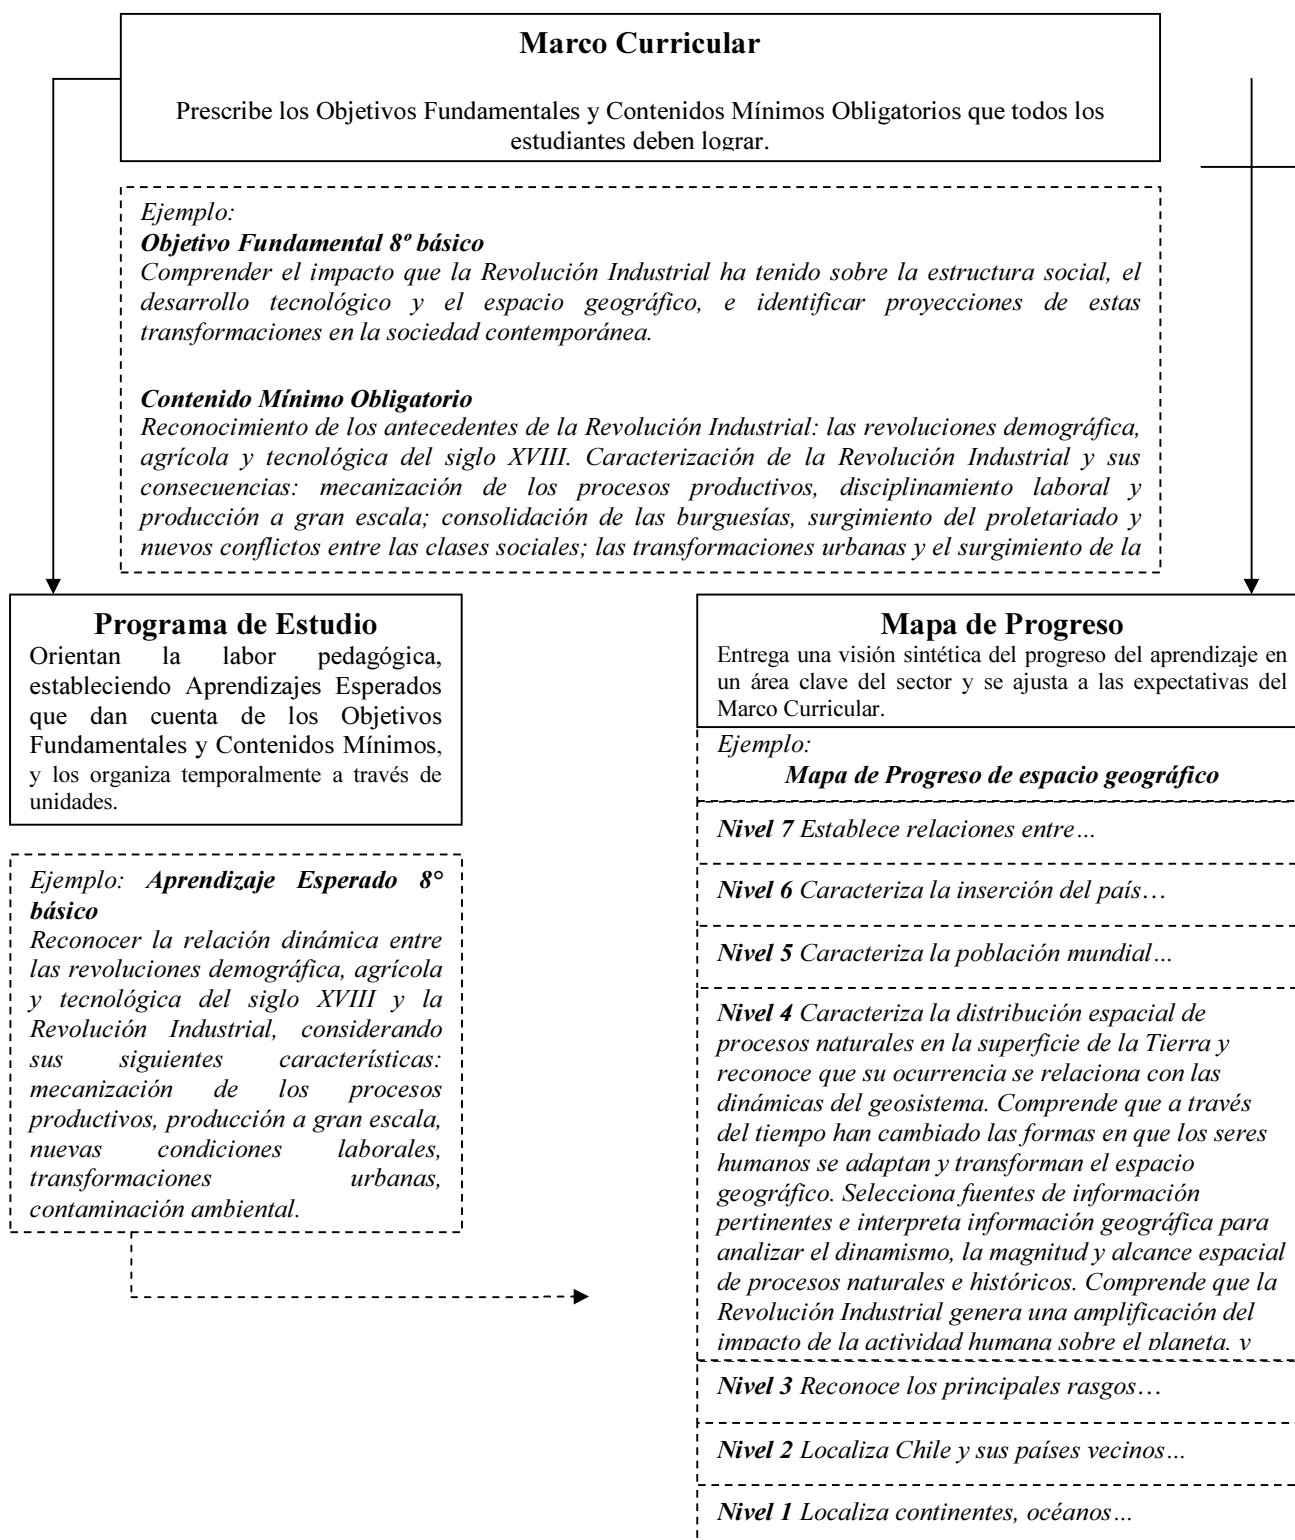 Marco Curricular
Prescribe los Objetivos Fundamentales y Contenidos Mínimos Obligatorios que todos los
estudiantes deben lograr.
Ejemplo:
Objetivo Fundamental 8º básico
Comprender el impacto que la Revolución Industrial ha tenido sobre la estructura social, el
desarrollo tecnológico y el espacio geográfico, e identificar proyecciones de estas
transformaciones en la sociedad contemporánea.
Contenido Mínimo Obligatorio
Reconocimiento de los antecedentes de la Revolución Industrial: las revoluciones demográfica,
agrícola y tecnológica del siglo XVIII. Caracterización de la Revolución Industrial y sus
consecuencias: mecanización de los procesos productivos, disciplinamiento laboral y
producción a gran escala; consolidación de las burguesías, surgimiento del proletariado y
nuevos conflictos entre las clases sociales; las transformaciones urbanas y el surgimiento de la
Programa de Estudio
Orientan la labor pedagógica,
estableciendo Aprendizajes Esperados
que dan cuenta de los Objetivos
Fundamentales y Contenidos Mínimos,
y los organiza temporalmente a través de
unidades.
Ejemplo: Aprendizaje Esperado 8°
básico
Reconocer la relación dinámica entre
las revoluciones demográfica, agrícola
y tecnológica del siglo XVIII y la
Revolución Industrial, considerando
sus siguientes características:
mecanización de los procesos
productivos, producción a gran escala,
nuevas condiciones laborales,
transformaciones urbanas,
contaminación ambiental.
Mapa de Progreso
Entrega una visión sintética del progreso del aprendizaje en
un área clave del sector y se ajusta a las expectativas del
Marco Curricular.
Ejemplo:
Mapa de Progreso de espacio geográfico
Nivel 7 Establece relaciones entre…
Nivel 6 Caracteriza la inserción del país…
Nivel 5 Caracteriza la población mundial…
Nivel 4 Caracteriza la distribución espacial de
procesos naturales en la superficie de la Tierra y
reconoce que su ocurrencia se relaciona con las
dinámicas del geosistema. Comprende que a través
del tiempo han cambiado las formas en que los seres
humanos se adaptan y transforman el espacio
geográfico. Selecciona fuentes de información
pertinentes e interpreta información geográfica para
analizar el dinamismo, la magnitud y alcance espacial
de procesos naturales e históricos. Comprende que la
Revolución Industrial genera una amplificación del
impacto de la actividad humana sobre el planeta, y
Nivel 3 Reconoce los principales rasgos…
Nivel 2 Localiza Chile y sus países vecinos…
Nivel 1 Localiza continentes, océanos…